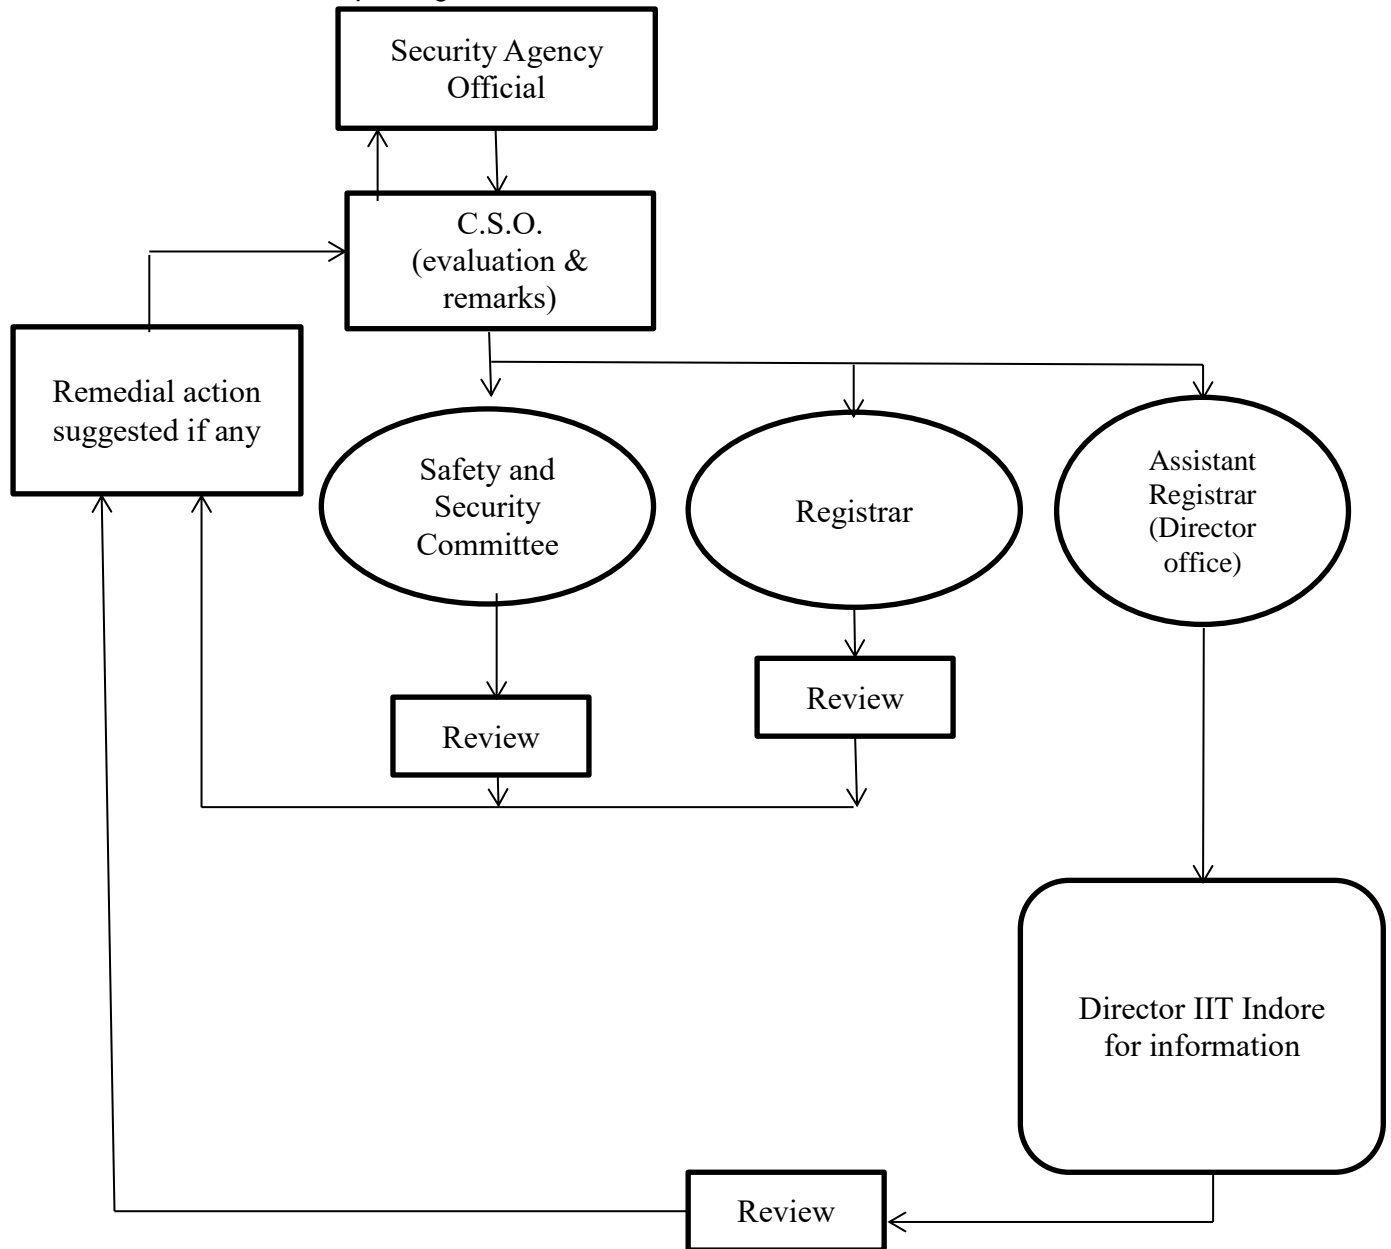 Security Agency
Official
C.S.O.
(evaluation &
remarks)
Remedial action
suggested if any
Safety and
Security
Committee
Registrar
Assistant
Registrar
(Director
office)
Review
Review
Director IIT Indore
for information
Review